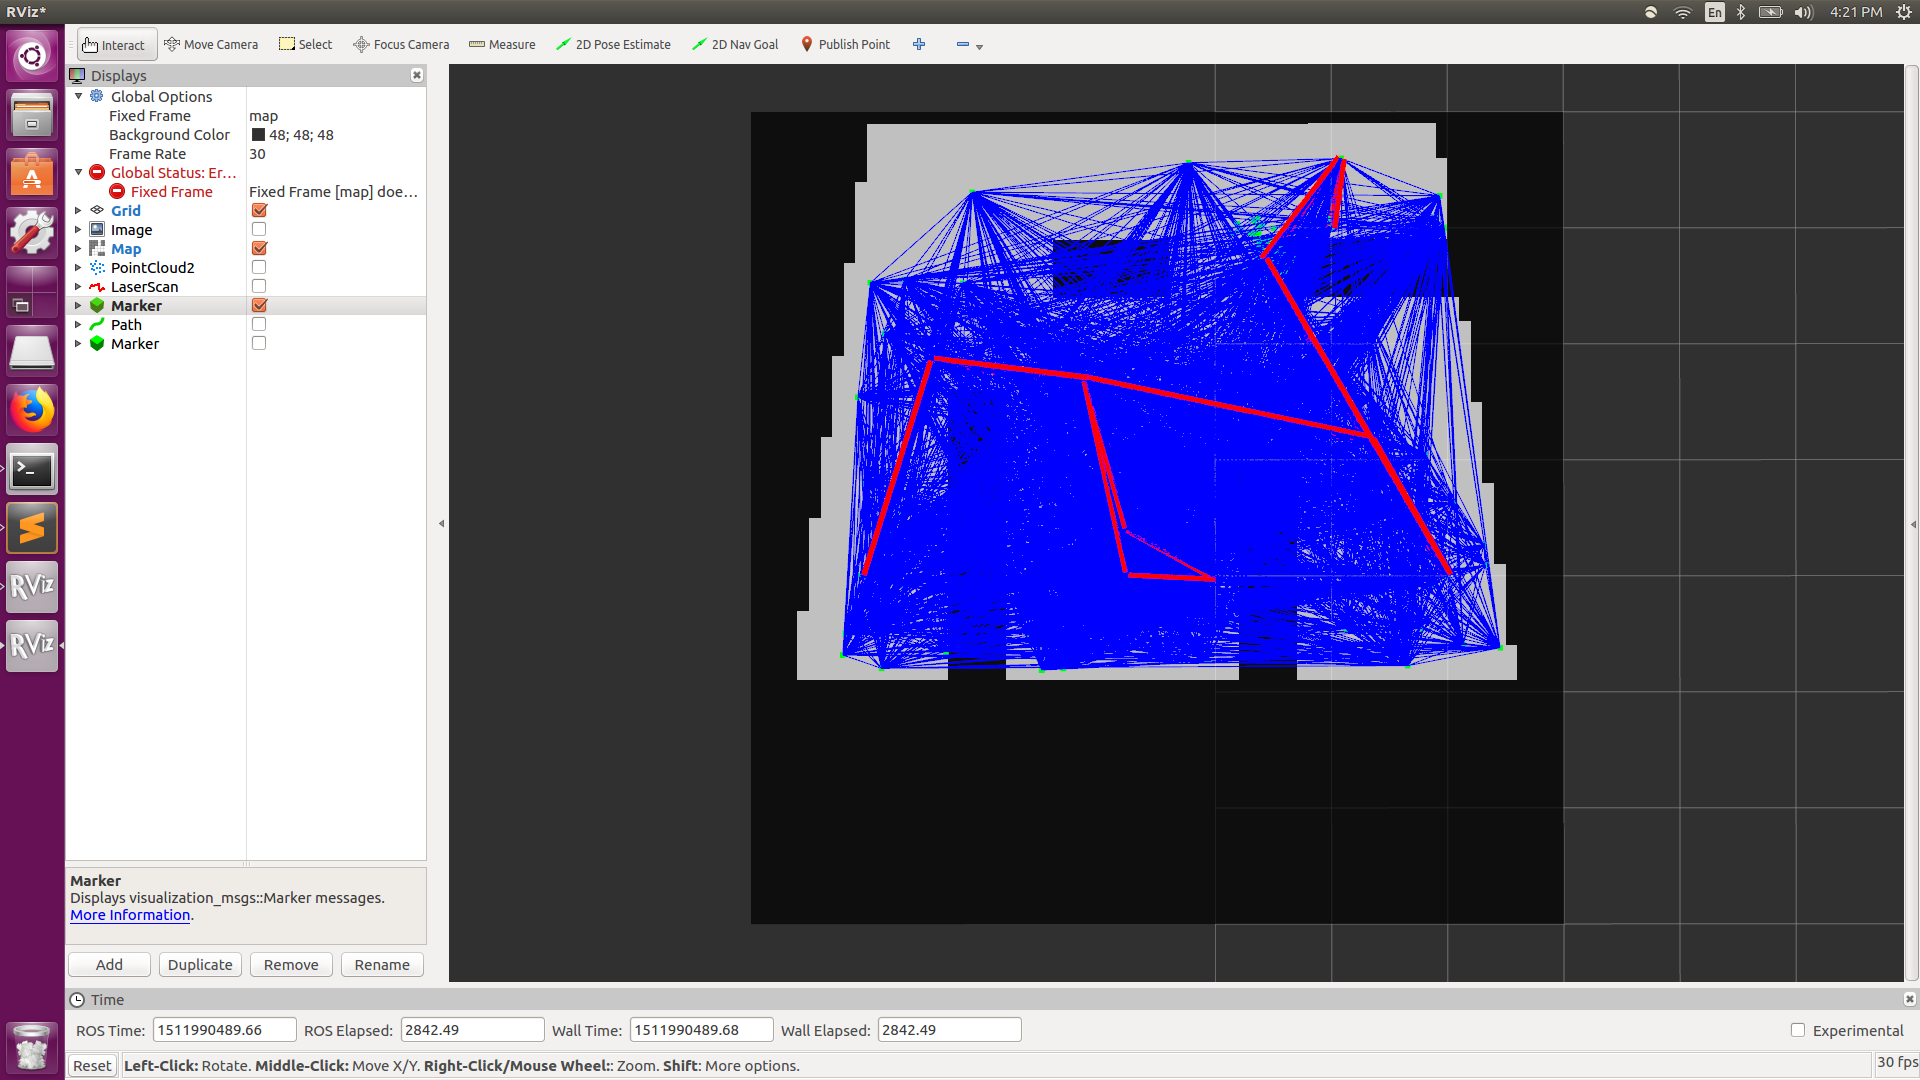 RViz*
En
4:21 PM
Interact
Move Camera
Select
Focus Camera
Measure
2D Pose Estimate
2D Nav Goal
Publish Point
Displays
Global Options
Fixed Frame map
Background Color 48; 48; 48
Frame Rate 30
Global Status: Er...
Fixed Frame Fixed Frame [map] doe...
Grid
Image
Map
PointCloud2
LaserScan
Marker
Path
Marker
RViz
RViz
Marker
Displays visualization_msgs::Marker messages.
More Information.
Add Duplicate Remove Rename
Time
ROS Time: 1511990489.66 ROS Elapsed: 2842.49 Wall Time: 1511990489.68 Wall Elapsed: 2842.49 Experimental
Reset Left-Click: Rotate. Middle-Click: Move X/Y. Right-Click/Mouse Wheel:: Zoom. Shift: More options. 30 fps